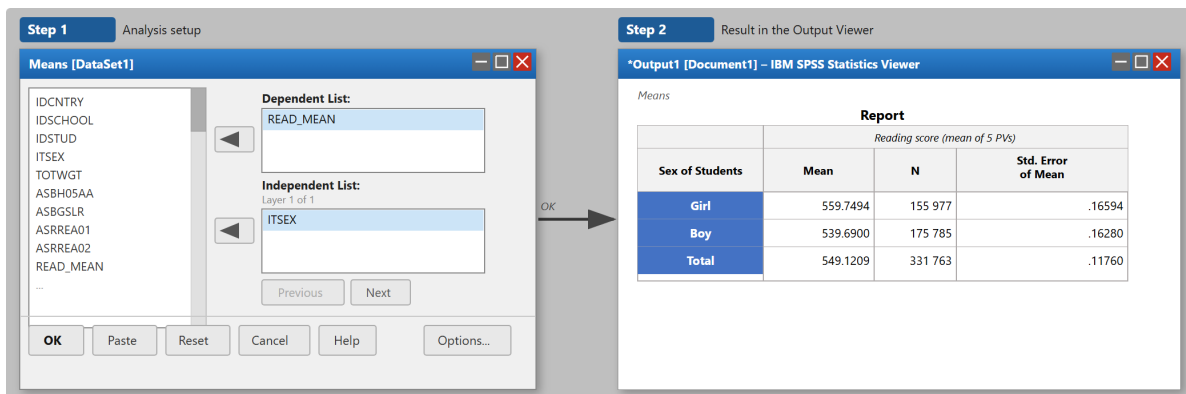 Step 1
Analysis setup
Means [DataSet1]
IDCNTRY
IDSCHOOL
IDSTUD
ITSEX
TOTWGT
ASBH05AA
ASBGSLR
ASRREA01
ASRREA02
READ_MEAN
...
Dependent List:
READ_MEAN
Independent List:
Layer 1 of 1
ITSEX
Previous Next
OK Paste Reset Cancel Help Options...
OK
Step 2
Result in the Output Viewer
*Output1 [Document1] – IBM SPSS Statistics Viewer
Means
Report
Reading score (mean of 5 PVs)
Sex of Students Mean N Std. Error of Mean
Girl 559.7494 155 977 .16594
Boy 539.6900 175 785 .16280
Total 549.1209 331 763 .11760